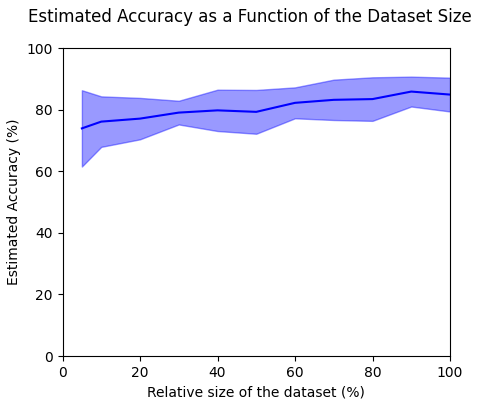 Estimated Accuracy as a Function of the Dataset Size
100
80
60
40
20
0
Estimated Accuracy (%)
0 20 40 60 80 100
Relative size of the dataset (%)